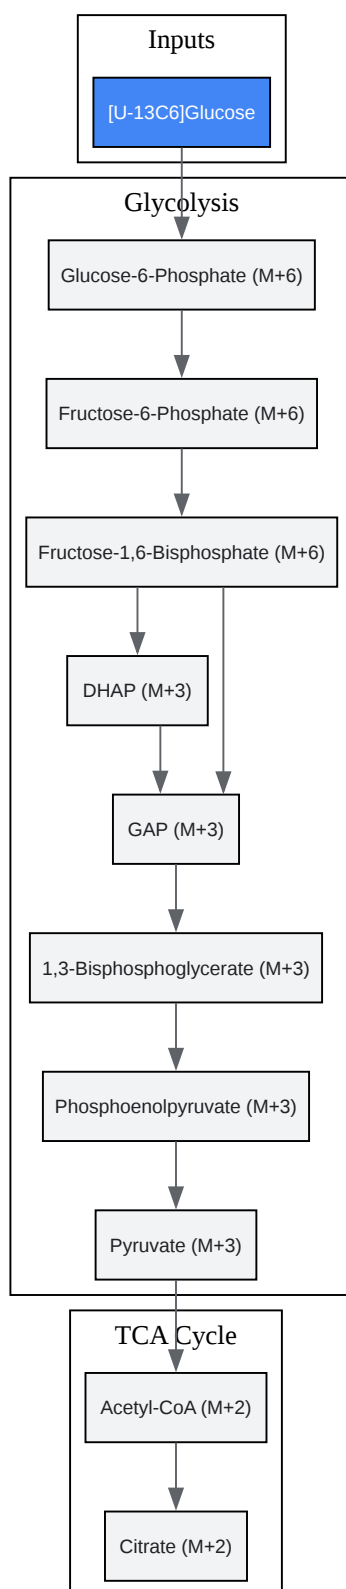 Inputs
[U-13C6]Glucose
Glycolysis
Glucose-6-Phosphate (M+6)
Fructose-6-Phosphate (M+6)
Fructose-1,6-Bisphosphate (M+6)
DHAP (M+3)
GAP (M+3)
1,3-Bisphosphoglycerate (M+3)
Phosphoenolpyruvate (M+3)
Pyruvate (M+3)
TCA Cycle
Acetyl-CoA (M+2)
Citrate (M+2)